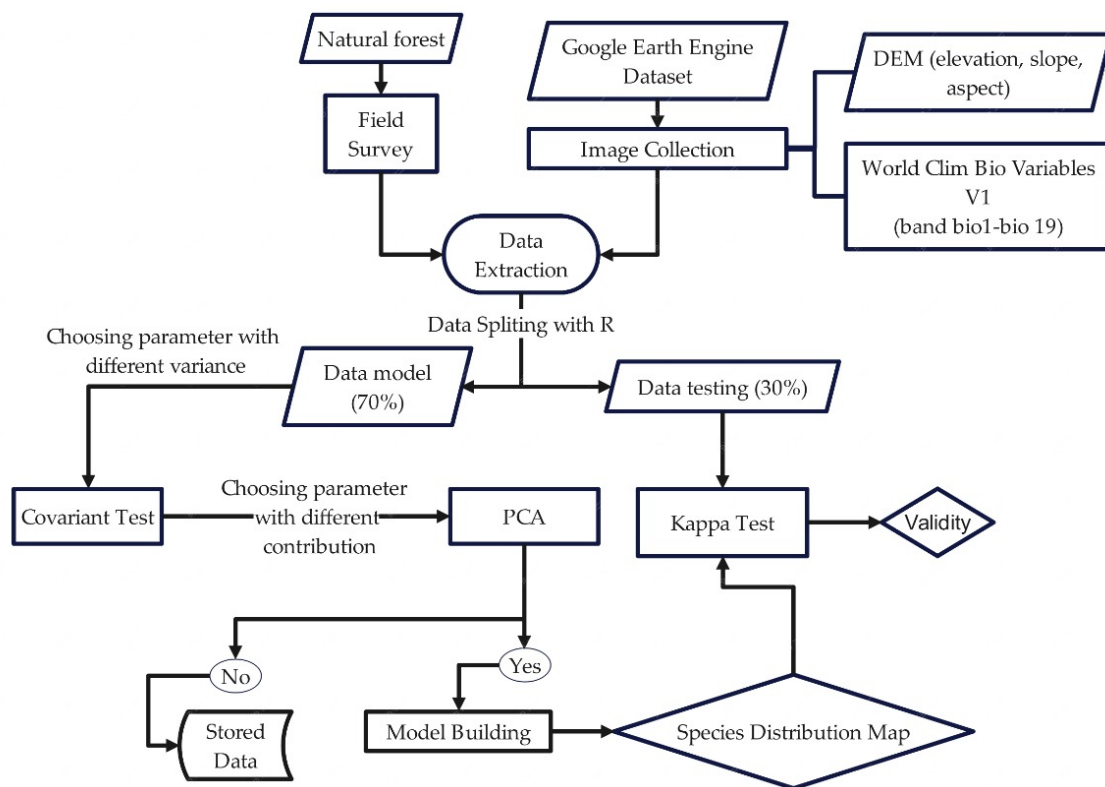 Natural forest
Google Earth Engine
Dataset
DEM (elevation, slope,
aspect)
Field
Survey
Image Collection
World Clim Bio Variables
V1
(band bio1-bio 19)
Data
Extraction
Data Spliting with R
Choosing parameter with
different variance
Data model
(70%)
Data testing (30%)
Covariant Test
Choosing parameter
with different
contribution
PCA
Kappa Test
Validity
No
Yes
Stored
Data
Model Building
Species Distribution Map